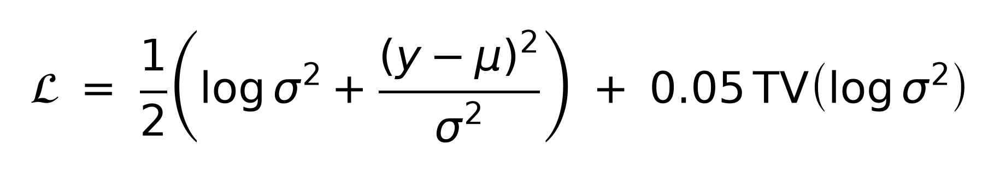 ℒ = 1/2 ( log σ² + (y − μ)² / σ² ) + 0.05 TV(log σ²)